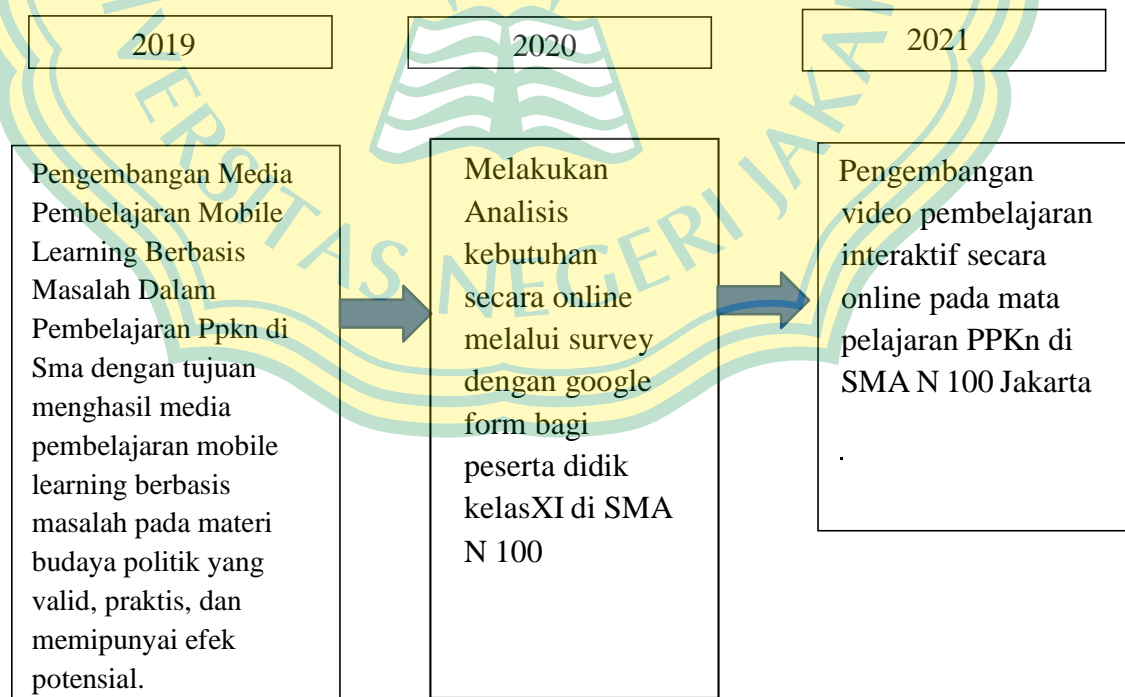 2019
2020
2021
Pengembangan Media
Pembelajaran Mobile
Learning Berbasis
Masalah Dalam
Pembelajaran Ppkn di
Sma dengan tujuan
menghasil media
pembelajaran mobile
learning berbasis
masalah pada materi
budaya politik yang
valid, praktis, dan
memipunyai efek
potensial.
Melakukan
Analisis
kebutuhan
secara online
melalui survey
dengan google
form bagi
peserta didik
kelasXI di SMA
N 100
Pengembangan
video pembelajaran
interaktif secara
online pada mata
pelajaran PPKn di
SMA N 100 Jakarta
.
VERSITAS NEGERI JAKA